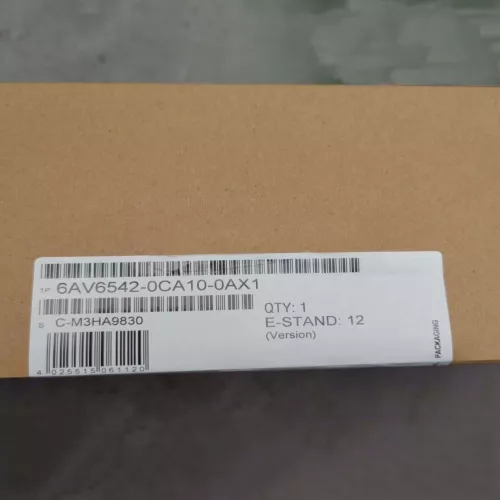 1P 6AV6542-0CA10-0AX1
S C-M3HA9830
QTY: 1
E-STAND: 12
(Version)
4 025515 061120
PACKAGING